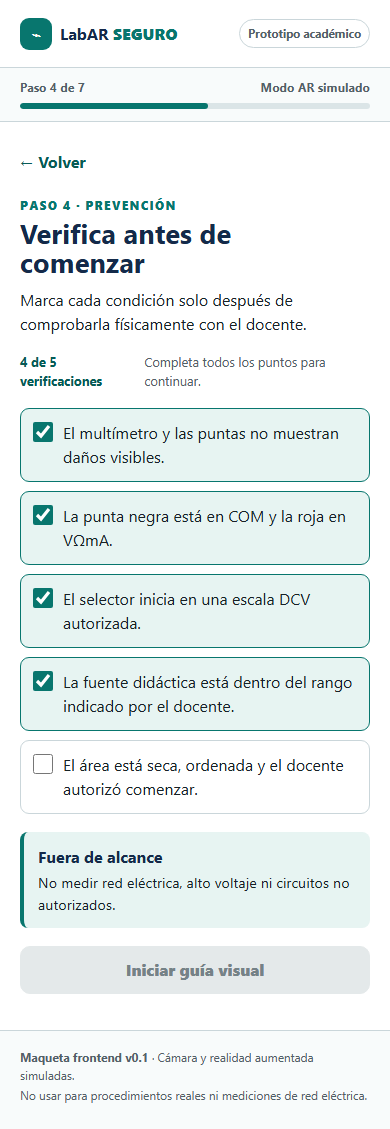 LabAR SEGURO
Prototipo académico
Paso 4 de 7
Modo AR simulado
← Volver
PASO 4 · PREVENCIÓN
Verifica antes de
comenzar
Marca cada condición solo después de
comprobarla físicamente con el docente.
4 de 5
verificaciones
Completa todos los puntos para
continuar.
El multímetro y las puntas no muestran
daños visibles.
La punta negra está en COM y la roja en
VΩmA.
El selector inicia en una escala DCV
autorizada.
La fuente didáctica está dentro del rango
indicado por el docente.
El área está seca, ordenada y el docente
autorizó comenzar.
Fuera de alcance
No medir red eléctrica, alto voltaje ni circuitos no
autorizados.
Iniciar guía visual
Maqueta frontend v0.1 · Cámara y realidad aumentada
simuladas.
No usar para procedimientos reales ni mediciones de red eléctrica.